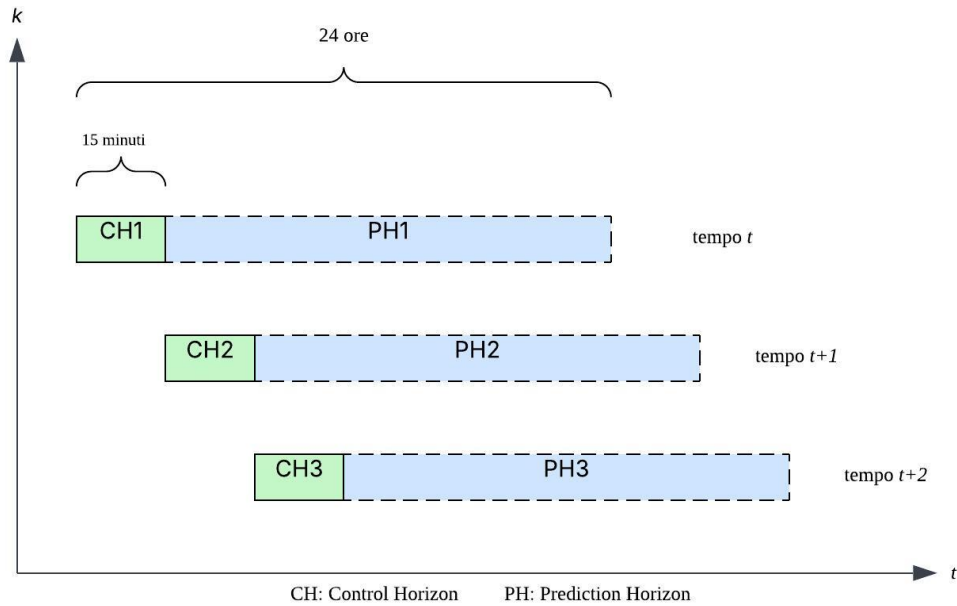 k
24 ore
15 minuti
CH1 PH1 tempo t
CH2 PH2 tempo t+1
CH3 PH3 tempo t+2
t
CH: Control Horizon PH: Prediction Horizon